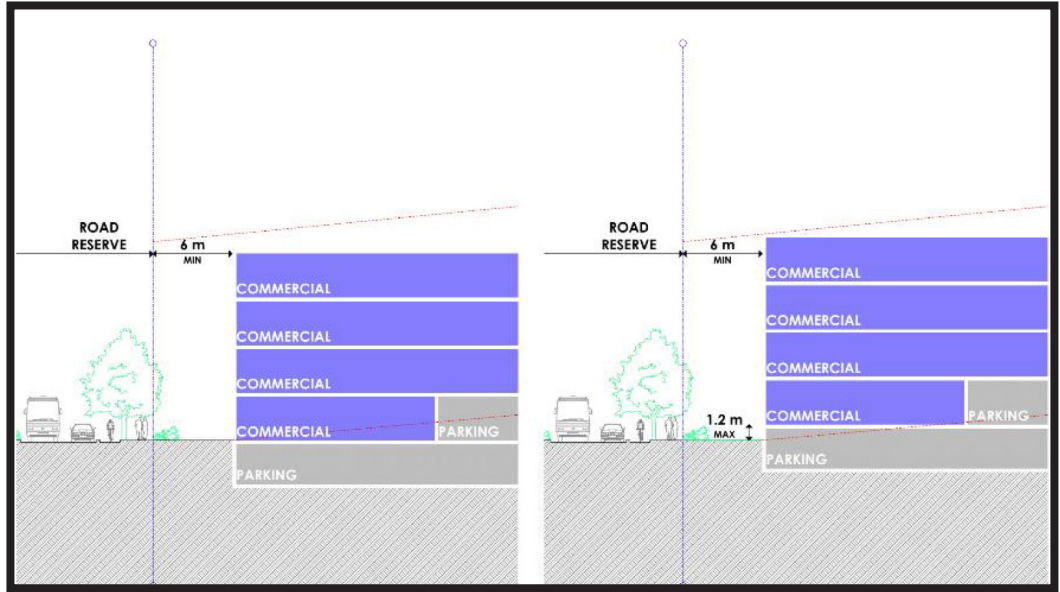 ROAD
RESERVE
6 m
MIN
COMMERCIAL
COMMERCIAL
COMMERCIAL
COMMERCIAL
PARKING
PARKING
ROAD
RESERVE
6 m
MIN
COMMERCIAL
COMMERCIAL
COMMERCIAL
COMMERCIAL
PARKING
1.2 m
MAX
PARKING